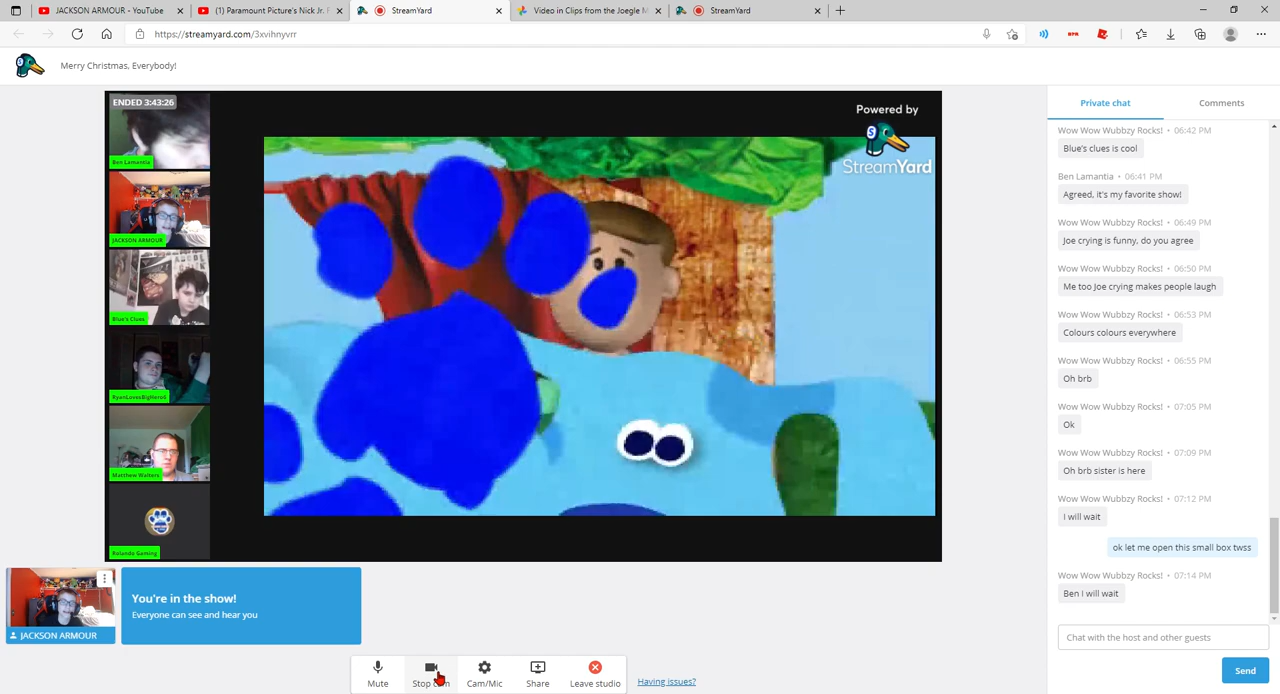 JACKSON ARMOUR - YouTube
(1) Paramount Picture's Nick Jr. F
StreamYard
Video in Clips from the Joegle M
StreamYard
https://streamyard.com/3xvihnyvrr
Merry Christmas, Everybody!
ENDED 3:43:26
Ben Lamantia
JACKSON ARMOUR
Blue's Clues
RyanLovesBigHero6
Matthew Walters
Rolando Gaming
Powered by
S
StreamYard
Private chat
Comments
Wow Wow Wubbzy Rocks! • 06:42 PM
Blue's clues is cool
Ben Lamantia • 06:41 PM
Agreed, it's my favorite show!
Wow Wow Wubbzy Rocks! • 06:49 PM
Joe crying is funny, do you agree
Wow Wow Wubbzy Rocks! • 06:50 PM
Me too Joe crying makes people laugh
Wow Wow Wubbzy Rocks! • 06:53 PM
Colours colours everywhere
Wow Wow Wubbzy Rocks! • 06:55 PM
Oh brb
Wow Wow Wubbzy Rocks! • 07:05 PM
Ok
Wow Wow Wubbzy Rocks! • 07:09 PM
Oh brb sister is here
Wow Wow Wubbzy Rocks! • 07:12 PM
I will wait
ok let me open this small box twss
Wow Wow Wubbzy Rocks! • 07:14 PM
Ben I will wait
Chat with the host and other guests
Send
JACKSON ARMOUR
You're in the show!
Everyone can see and hear you
Mute
Stop Cam
Cam/Mic
Share
Leave studio
Having issues?